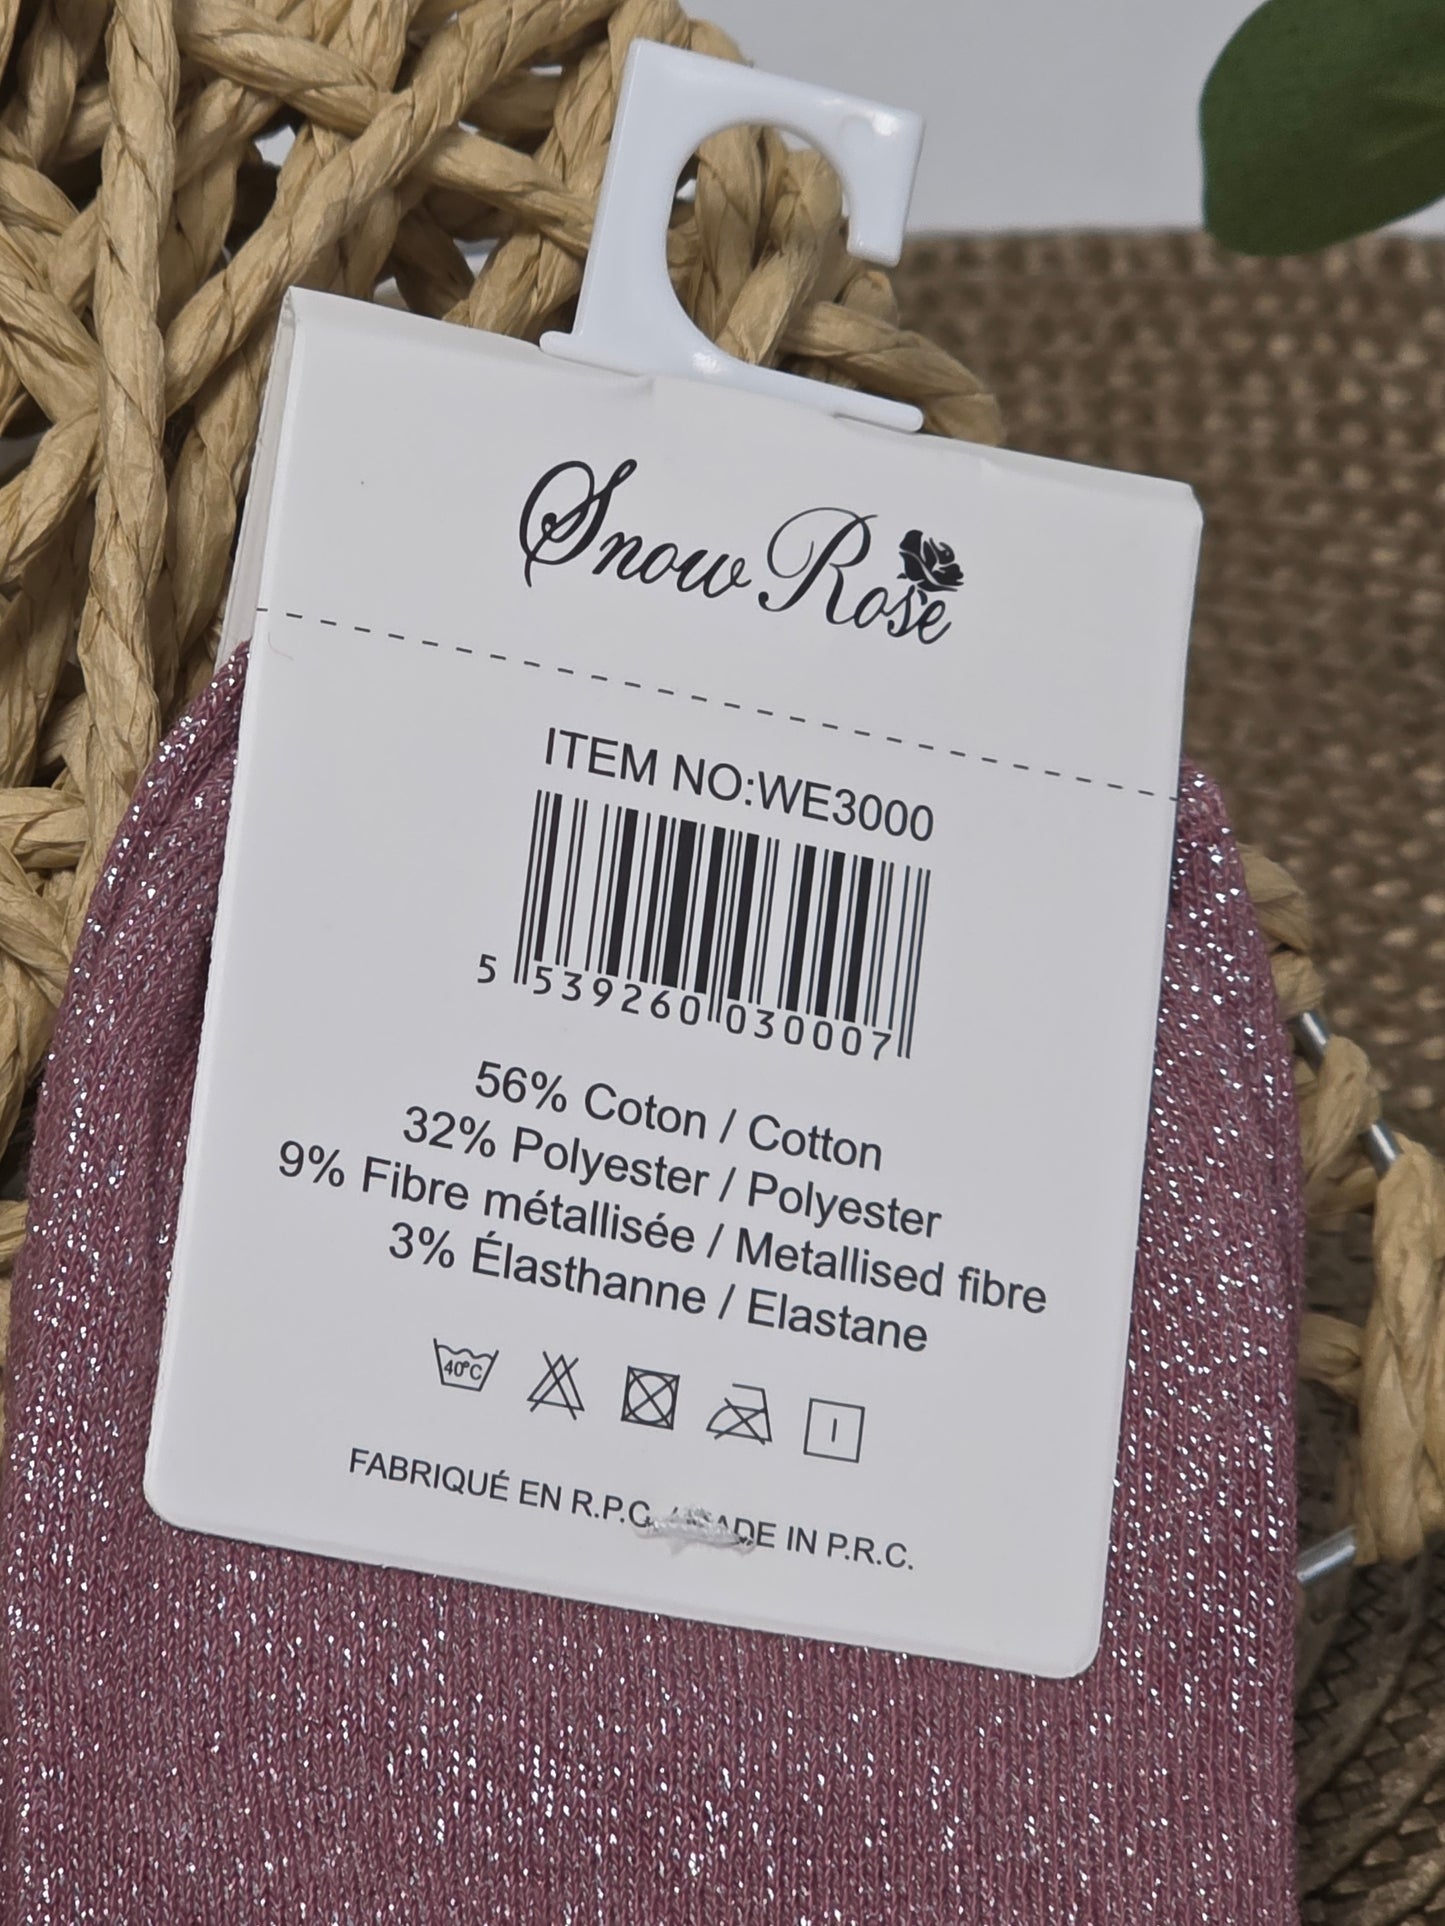 Snow Rose
ITEM NO:WE3000
5 539260 030007
56% Coton / Cotton
32% Polyester / Polyester
9% Fibre métallisée / Metallised fibre
3% Élasthanne / Elastane
40°C
FABRIQUÉ EN R.P.C. / MADE IN P.R.C.